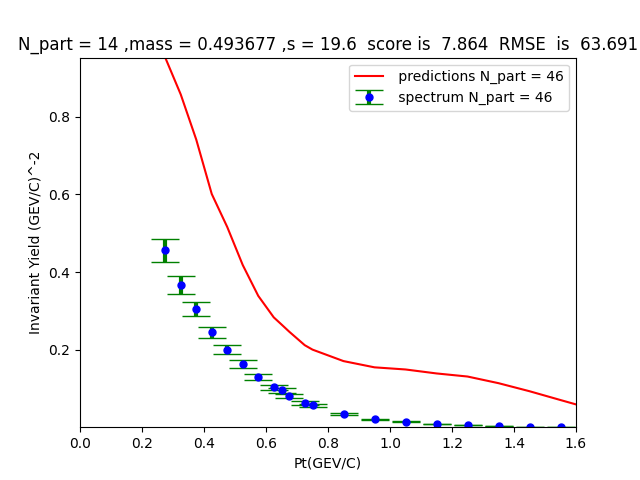 N_part = 14 ,mass = 0.493677 ,s = 19.6  score is  7.864  RMSE  is  63.691
predictions N_part = 46
spectrum N_part = 46
Invariant Yield (GEV/C)^-2
0.8
0.6
0.4
0.2
0.0 0.2 0.4 0.6 0.8 1.0 1.2 1.4 1.6
Pt(GEV/C)